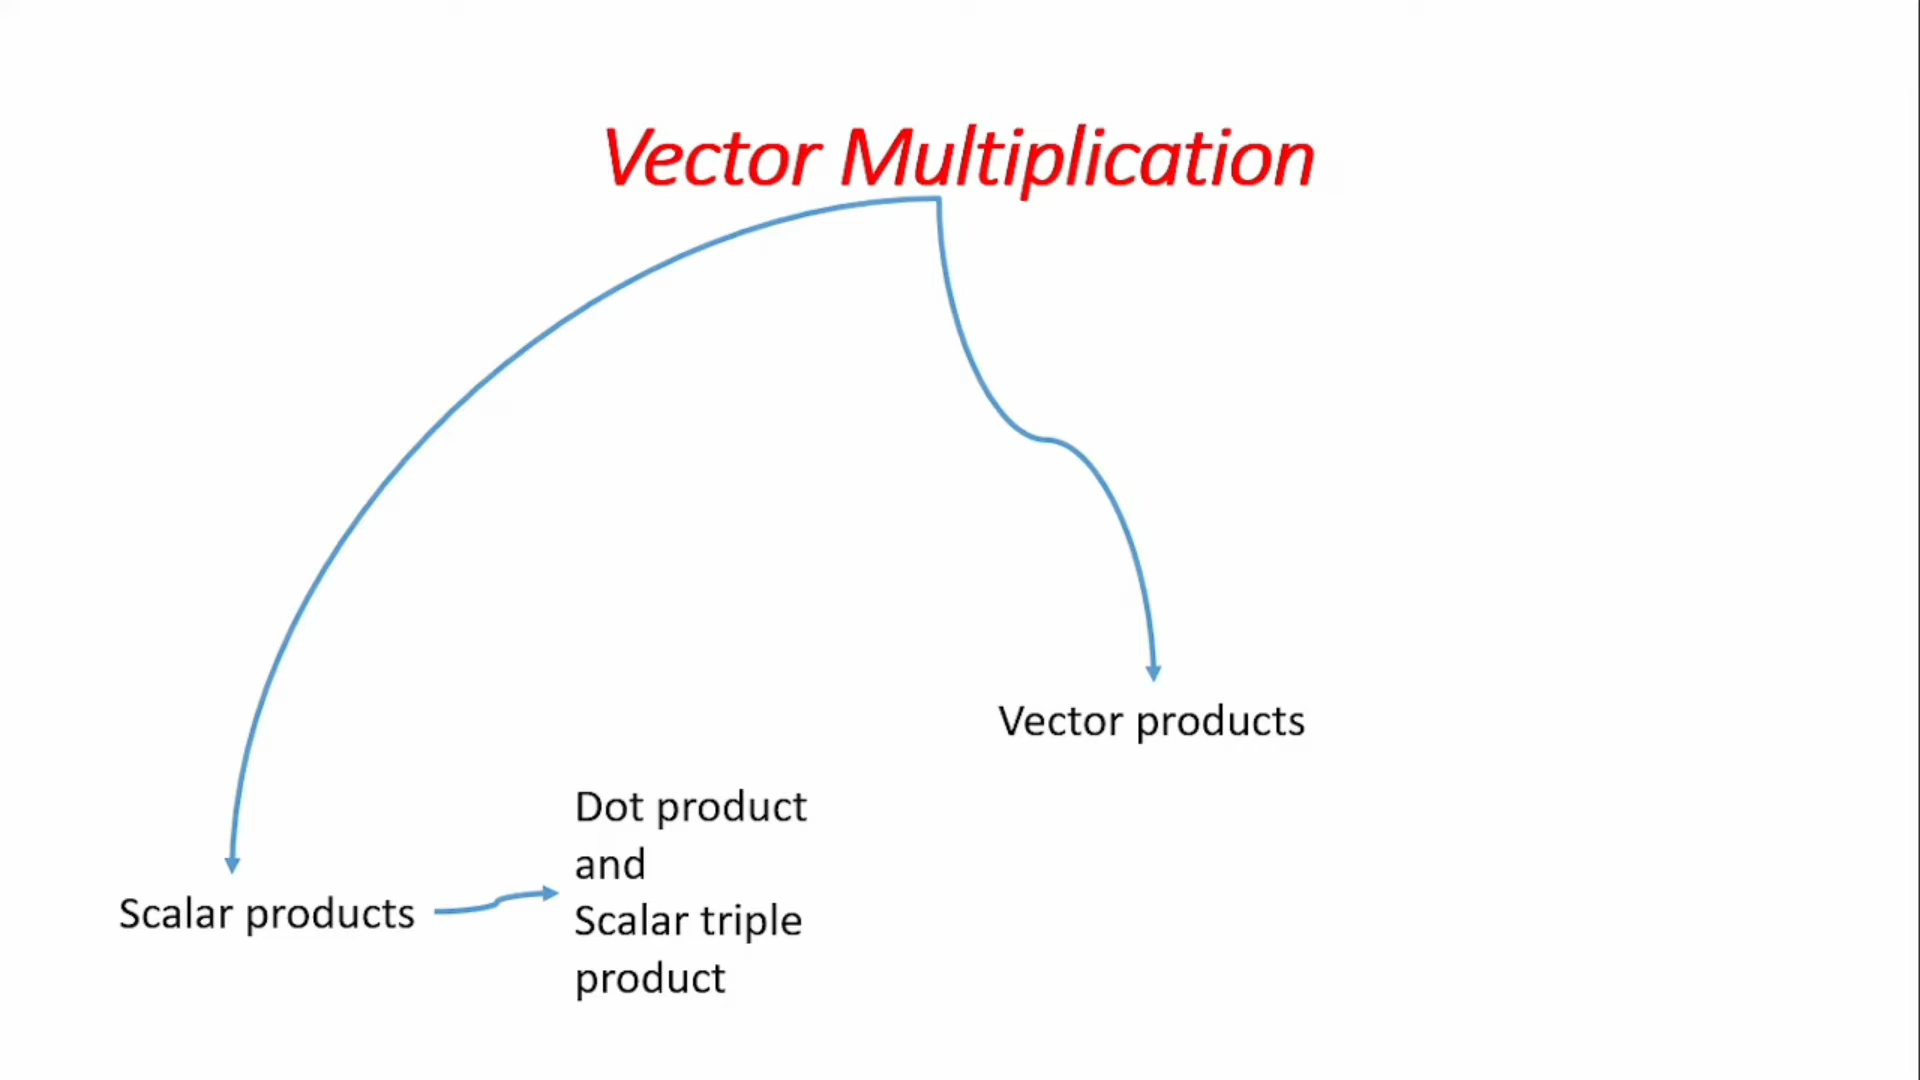 Vector Multiplication
Vector products
Dot product
and
Scalar triple
product
Scalar products